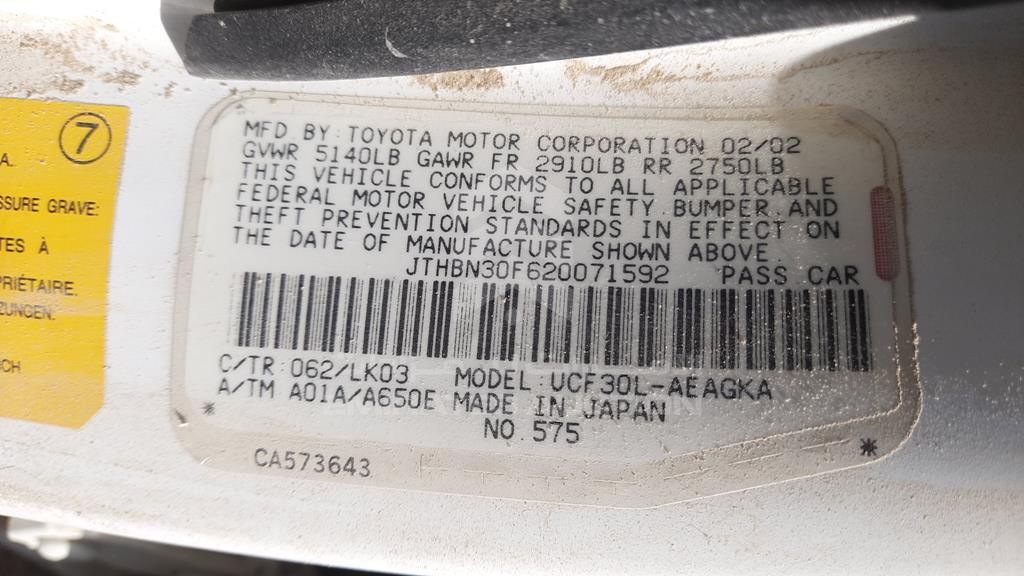 7
A.
SSURE GRAVE:
TES À
PRIÉTAIRE.
ZUNGEN.
CH
MFD BY:TOYOTA MOTOR CORPORATION 02/02
GVWR 5140LB GAWR FR 2910LB RR 2750LB
THIS VEHICLE CONFORMS TO ALL APPLICABLE
FEDERAL MOTOR VEHICLE SAFETY,BUMPER,AND
THEFT PREVENTION STANDARDS IN EFFECT ON
THE DATE OF MANUFACTURE SHOWN ABOVE.
JTHBN30F620071592 PASS CAR
C/TR:062/LK03 MODEL:UCF30L-AEAGKA
A/TM A01A/A650E MADE IN JAPAN
* NO.575 *
CA573643